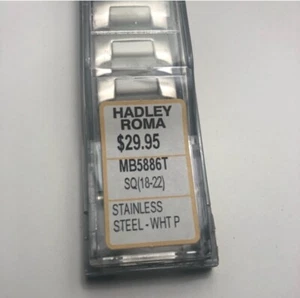 HADLEY
ROMA
$29.95
MB5886T
SQ(18-22)
STAINLESS
STEEL - WHT P